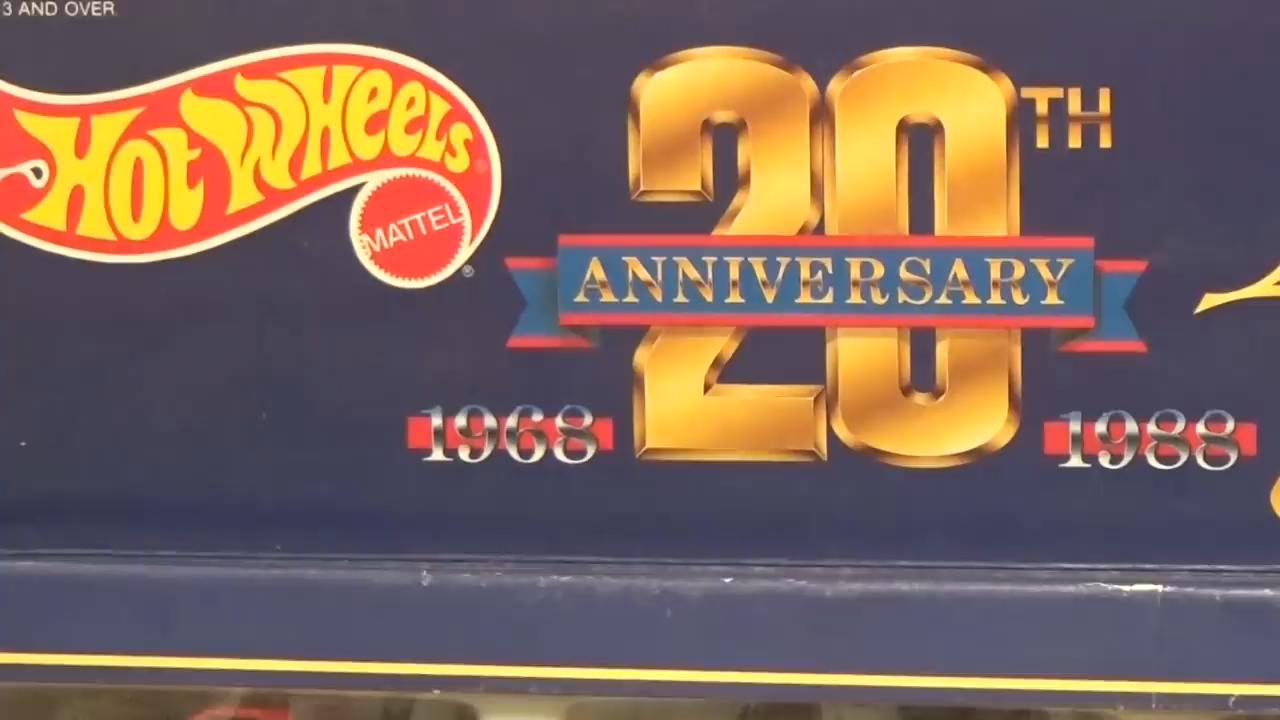 3 AND OVER
HOT WHEELS
MATTEL
®
20TH
ANNIVERSARY
1968
1988